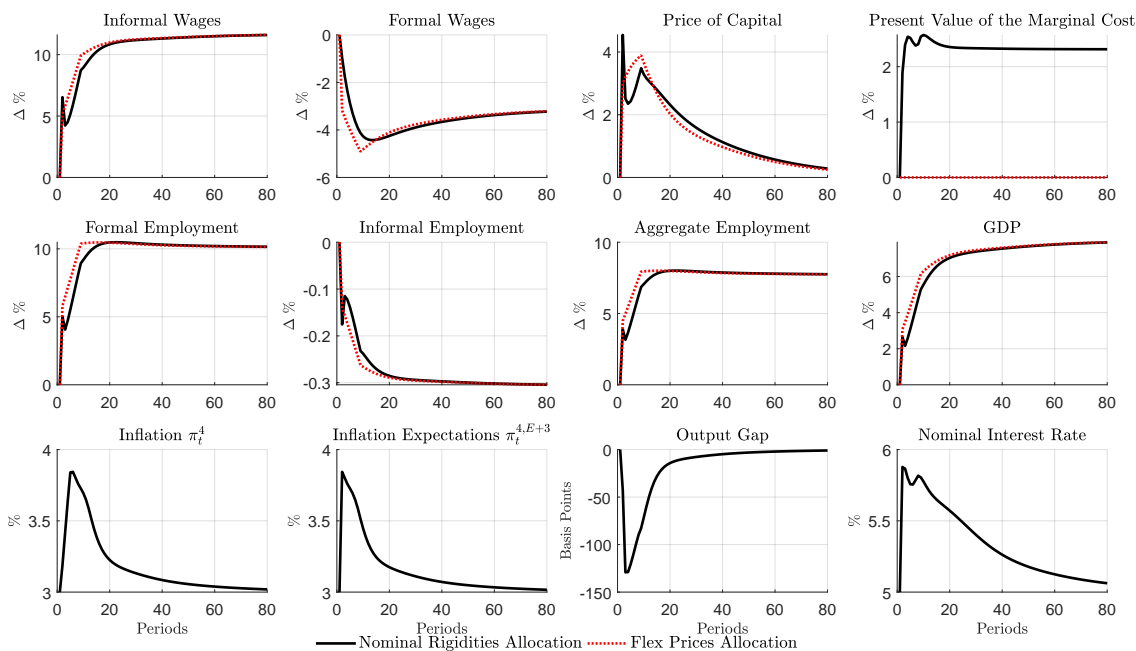 Informal Wages
Formal Wages
Price of Capital
Present Value of the Marginal Cost
Δ %
10
5
0
0 20 40 60 80
Δ %
0
-2
-4
-6
0 20 40 60 80
Δ %
4
2
0
0 20 40 60 80
Δ %
2
1
0
0 20 40 60 80
Formal Employment
Informal Employment
Aggregate Employment
GDP
Δ %
10
5
0
0 20 40 60 80
Δ %
0
-0.1
-0.2
-0.3
0 20 40 60 80
Δ %
10
5
0
0 20 40 60 80
Δ %
6
4
2
0
0 20 40 60 80
Inflation π_t^4
Inflation Expectations π_t^{4,E+3}
Output Gap
Nominal Interest Rate
%
4
3.5
3
0 20 40 60 80
Periods
%
4
3.5
3
0 20 40 60 80
Periods
Basis Points
0
-50
-100
-150
0 20 40 60 80
Periods
%
6
5.5
5
0 20 40 60 80
Periods
Nominal Rigidities Allocation
Flex Prices Allocation